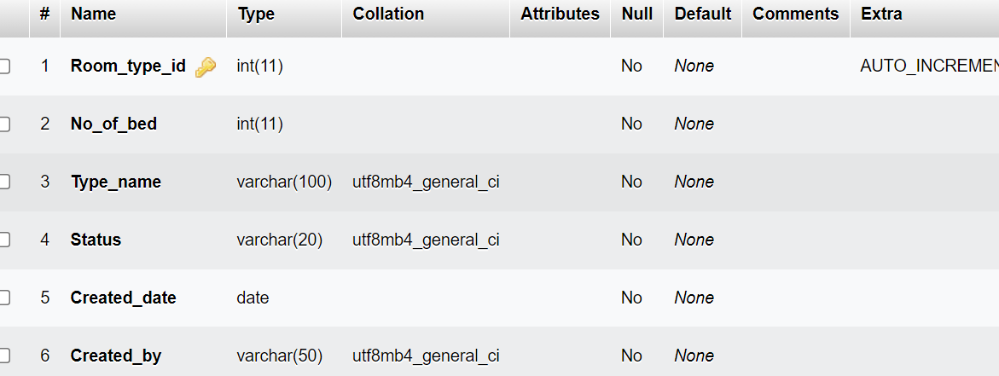 # Name Type Collation Attributes Null Default Comments Extra
1 Room_type_id int(11) No None AUTO_INCREMEN
2 No_of_bed int(11) No None
3 Type_name varchar(100) utf8mb4_general_ci No None
4 Status varchar(20) utf8mb4_general_ci No None
5 Created_date date No None
6 Created_by varchar(50) utf8mb4_general_ci No None